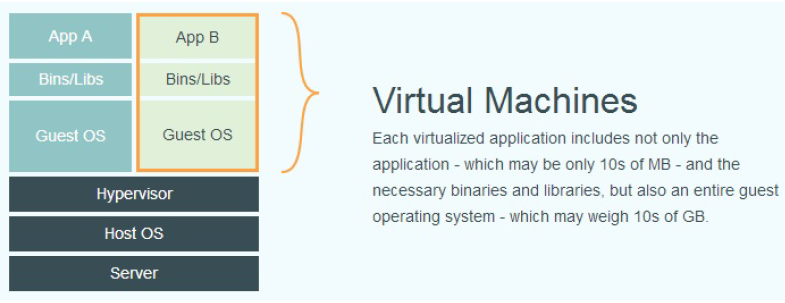 App A
App B
Bins/Libs
Bins/Libs
Guest OS
Guest OS
Hypervisor
Host OS
Server
Virtual Machines
Each virtualized application includes not only the
application - which may be only 10s of MB - and the
necessary binaries and libraries, but also an entire guest
operating system - which may weigh 10s of GB.